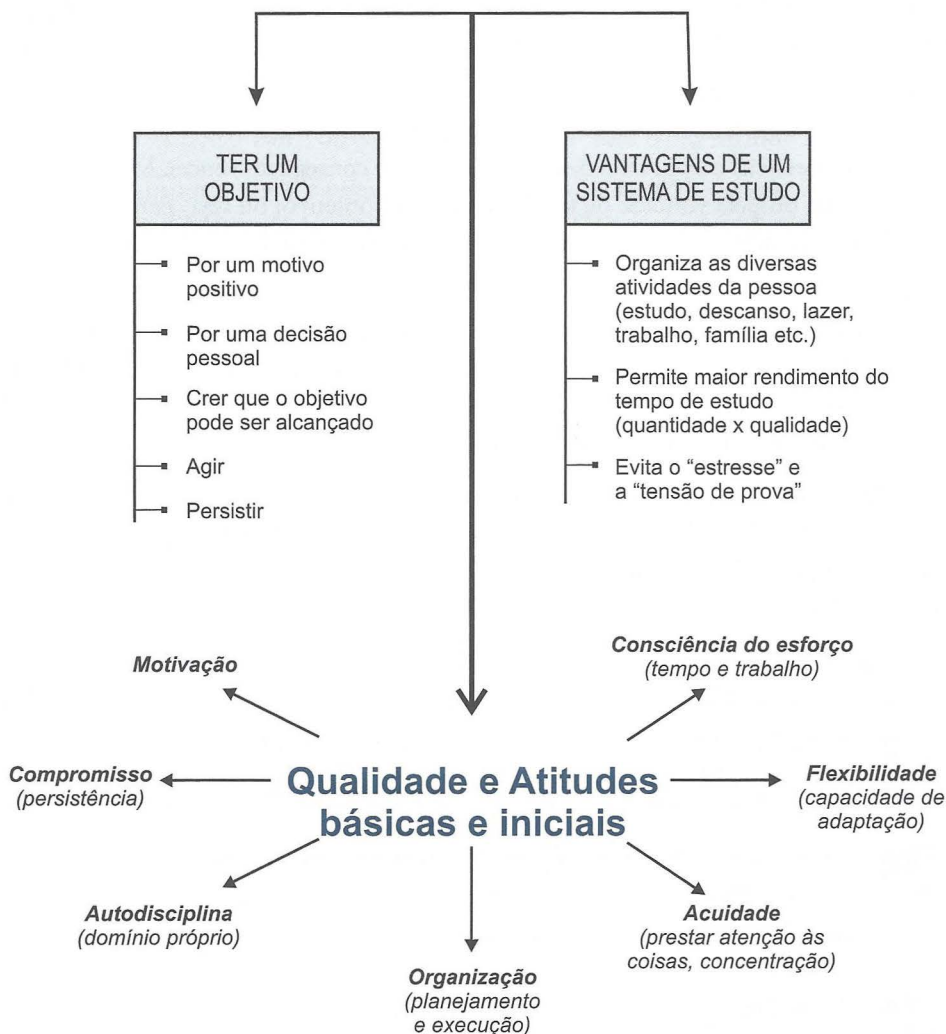 TER UM
OBJETIVO
Por um motivo
positivo
Por uma decisão
pessoal
Crer que o objetivo
pode ser alcançado
Agir
Persistir
VANTAGENS DE UM
SISTEMA DE ESTUDO
Organiza as diversas
atividades da pessoa
(estudo, descanso, lazer,
trabalho, família etc.)
Permite maior rendimento do
tempo de estudo
(quantidade x qualidade)
Evita o “estresse” e
a “tensão de prova”
Qualidade e Atitudes
básicas e iniciais
Motivação
Consciência do esforço
(tempo e trabalho)
Compromisso
(persistência)
Flexibilidade
(capacidade de
adaptação)
Autodisciplina
(domínio próprio)
Organização
(planejamento
e execução)
Acuidade
(prestar atenção às
coisas, concentração)